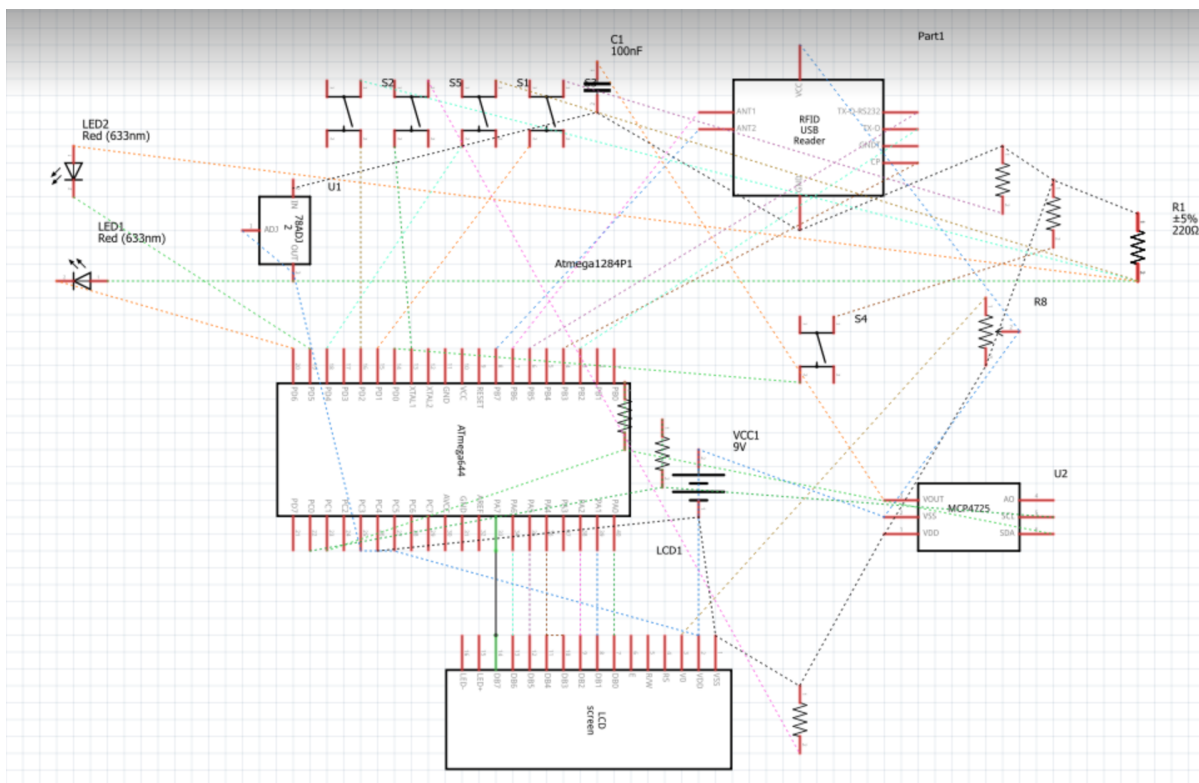 C1
100nF
Part1
S2
S5
S1
S3
LED2
Red (633nm)
ANT1
ANT2
RFID
USB
Reader
VCC
TX-D-RS232
TX-D
CP
GND
U1
IN
78ADJ
2
ADJ
OUT
R1
±5%
220Ω
LED1
Red (633nm)
Atmega1284P1
S4
R8
PD6
PD5
PD4
PD3
PD2
PD1
PD0
XTAL1
XTAL2
GND
VCC
RESET
PB7
PB6
PB5
PB4
PB3
PB2
PB1
PB0
ATmega644
PD7
PC0
PC1
PC2
PC4
PC5
PC6
PC7
AVCC
GND
AREF
PA7
PA6
PA5
PA4
PA3
PA2
PA1
PA0
VCC1
9V
U2
VOUT
VSS
VDD
MCP4725
AO
SCL
SDA
LCD1
LED-
LED+
DB7
DB6
DB5
DB4
DB3
DB2
DB1
DB0
E
R/W
RS
V0
VDD
VSS
LCD
screen